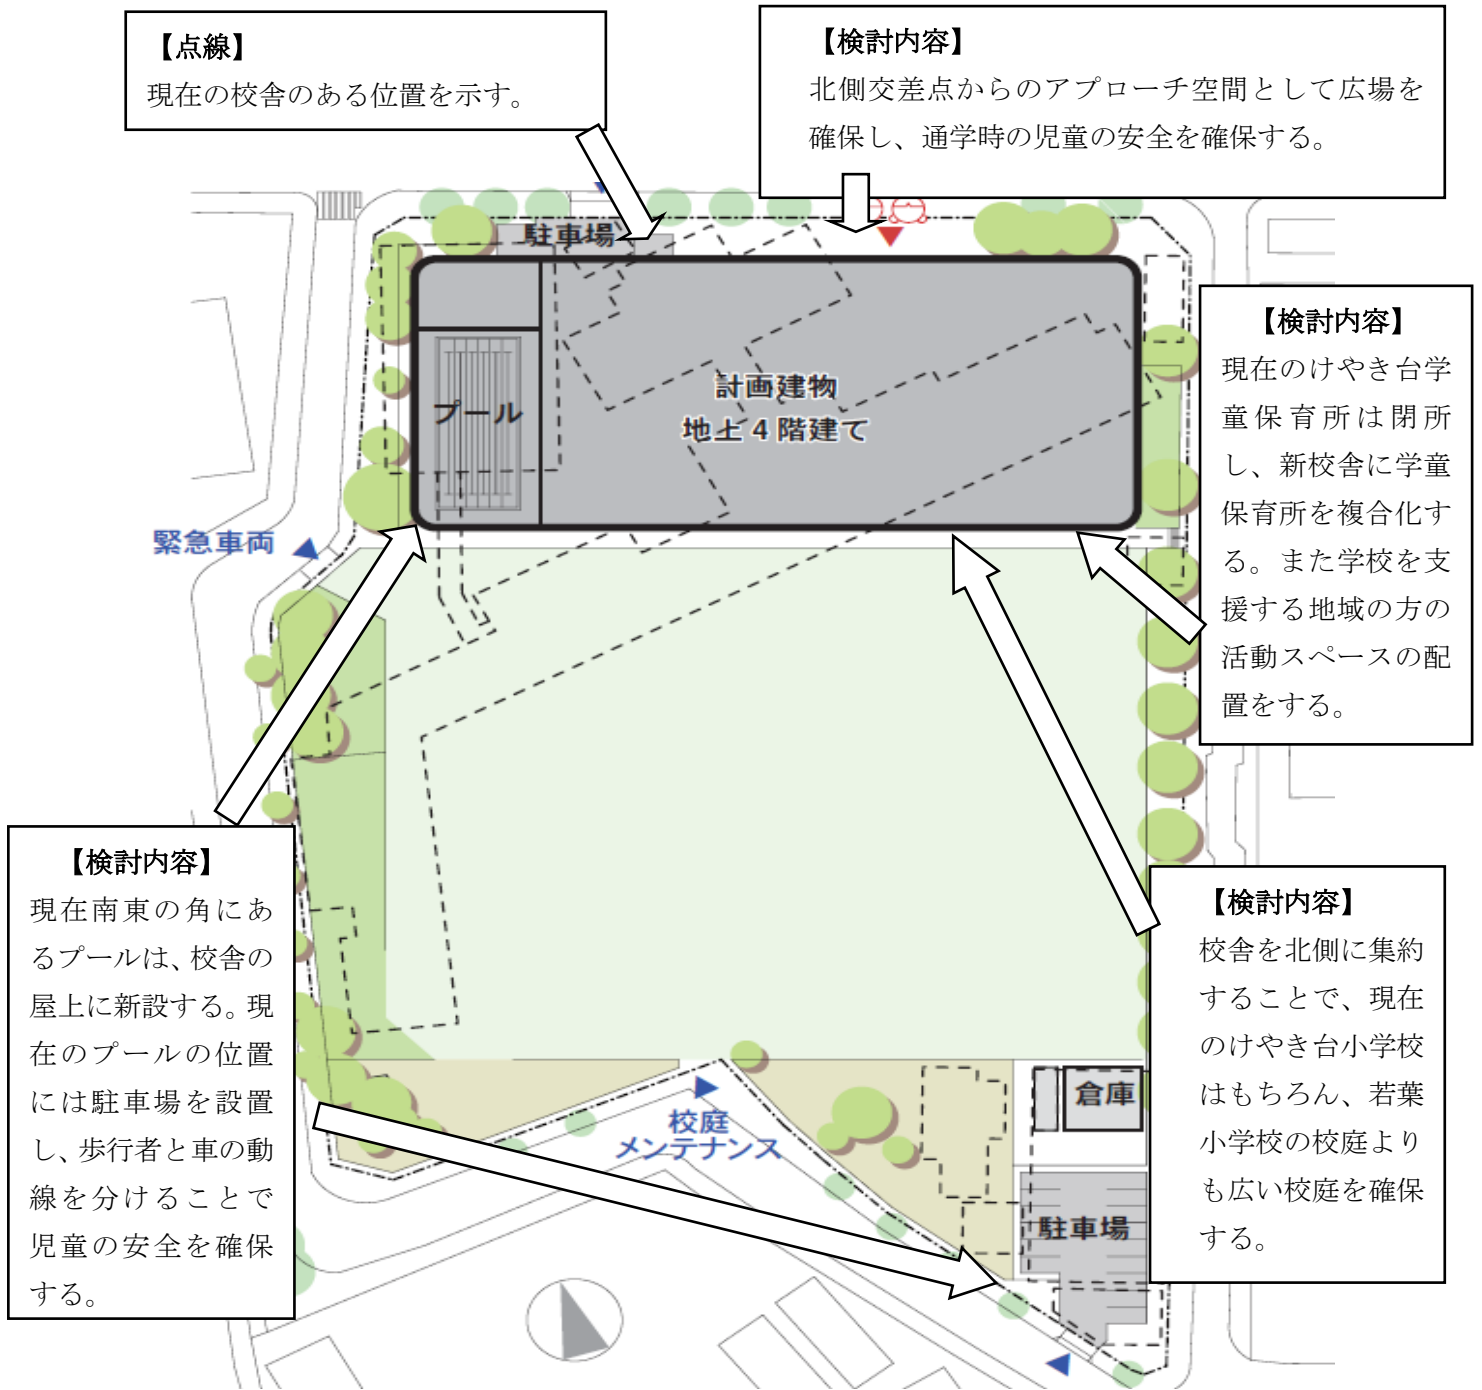 【点線】
現在の校舎のある位置を示す。
【検討内容】
北側交差点からのアプローチ空間として広場を
確保し、通学時の児童の安全を確保する。
駐車場
計画建物
地上4階建て
プール
緊急車両
【検討内容】
現在のけやき台学
童保育所は閉所
し、新校舎に学童
保育所を複合化す
る。また学校を支
援する地域の方の
活動スペースの配
置をする。
【検討内容】
現在南東の角にあ
るプールは、校舎の
屋上に新設する。現
在のプールの位置
には駐車場を設置
し、歩行者と車の動
線を分けることで
児童の安全を確保
する。
校庭
メンテナンス
倉庫
駐車場
【検討内容】
校舎を北側に集約
することで、現在
のけやき台小学校
はもちろん、若葉
小学校の校庭より
も広い校庭を確保
する。